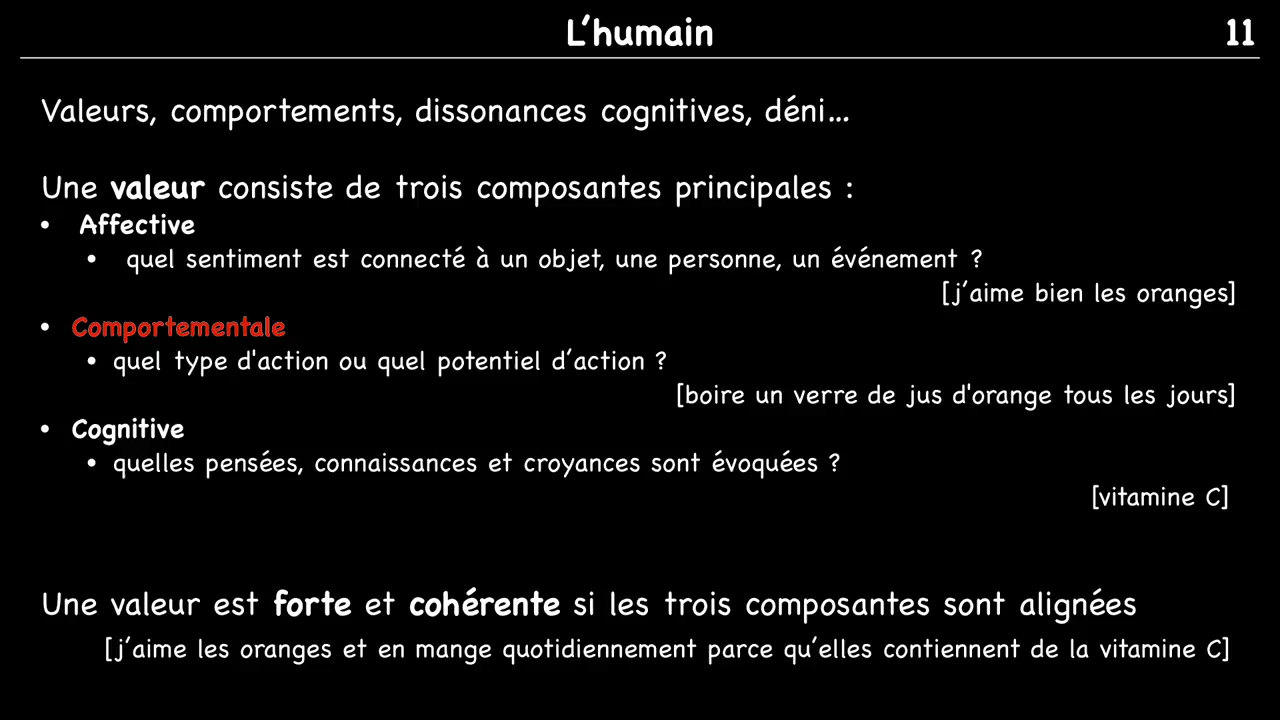 L’humain
11
Valeurs, comportements, dissonances cognitives, déni…
Une valeur consiste de trois composantes principales :
• Affective
• quel sentiment est connecté à un objet, une personne, un événement ?
[j’aime bien les oranges]
• Comportementale
• quel type d'action ou quel potentiel d’action ?
[boire un verre de jus d'orange tous les jours]
• Cognitive
• quelles pensées, connaissances et croyances sont évoquées ?
[vitamine C]
Une valeur est forte et cohérente si les trois composantes sont alignées
[j’aime les oranges et en mange quotidiennement parce qu’elles contiennent de la vitamine C]